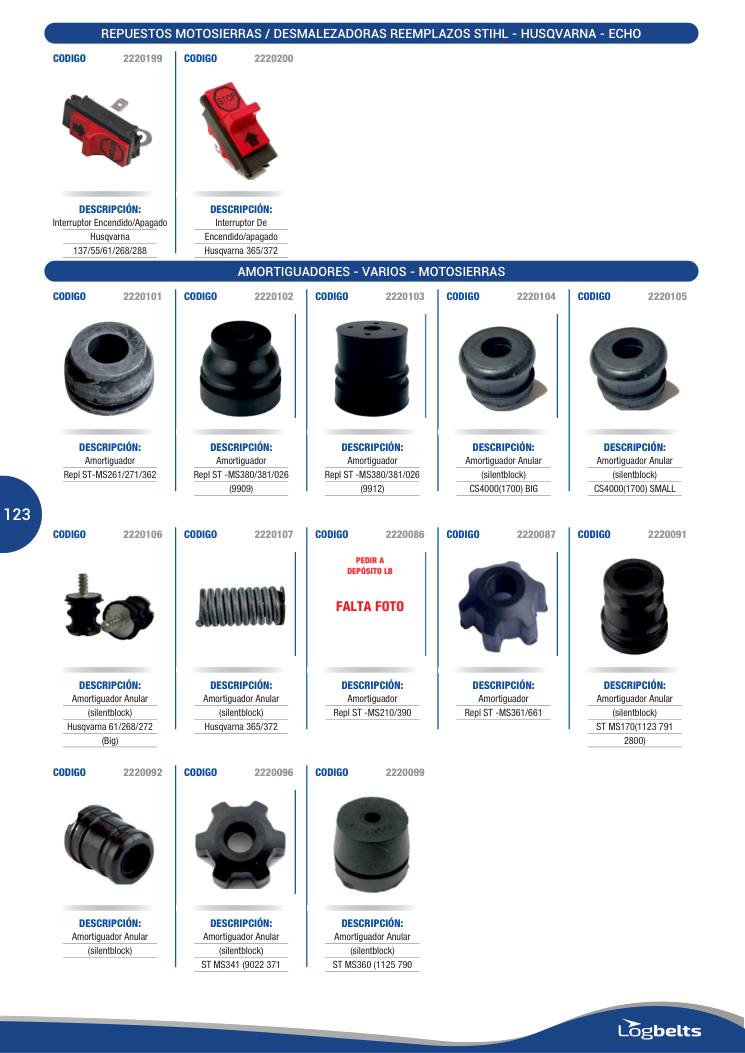 REPUESTOS MOTOSIERRAS / DESMALEZADORAS REEMPLAZOS STIHL - HUSQVARNA - ECHO
CODIGO 2220199
STOP
DESCRIPCIÓN:
Interruptor Encendido/Apagado
Husqvarna
137/55/61/268/288
CODIGO 2220200
STOP
DESCRIPCIÓN:
Interruptor De
Encendido/apagado
Husqvarna 365/372
AMORTIGUADORES - VARIOS - MOTOSIERRAS
CODIGO 2220101
DESCRIPCIÓN:
Amortiguador
Repl ST-MS261/271/362
CODIGO 2220102
DESCRIPCIÓN:
Amortiguador
Repl ST -MS380/381/026
(9909)
CODIGO 2220103
DESCRIPCIÓN:
Amortiguador
Repl ST -MS380/381/026
(9912)
CODIGO 2220104
DESCRIPCIÓN:
Amortiguador Anular
(silentblock)
CS4000(1700) BIG
CODIGO 2220105
DESCRIPCIÓN:
Amortiguador Anular
(silentblock)
CS4000(1700) SMALL
123
CODIGO 2220106
DESCRIPCIÓN:
Amortiguador Anular
(silentblock)
Husqvarna 61/268/272
(Big)
CODIGO 2220107
DESCRIPCIÓN:
Amortiguador Anular
(silentblock)
Husqvarna 365/372
CODIGO 2220086
PEDIR A
DEPÓSITO LB
FALTA FOTO
DESCRIPCIÓN:
Amortiguador
Repl ST -MS210/390
CODIGO 2220087
DESCRIPCIÓN:
Amortiguador
Repl ST -MS361/661
CODIGO 2220091
DESCRIPCIÓN:
Amortiguador Anular
(silentblock)
ST MS170(1123 791
2800)
CODIGO 2220092
DESCRIPCIÓN:
Amortiguador Anular
(silentblock)
CODIGO 2220096
DESCRIPCIÓN:
Amortiguador Anular
(silentblock)
ST MS341 (9022 371
CODIGO 2220099
DESCRIPCIÓN:
Amortiguador Anular
(silentblock)
ST MS360 (1125 790
Logbelts